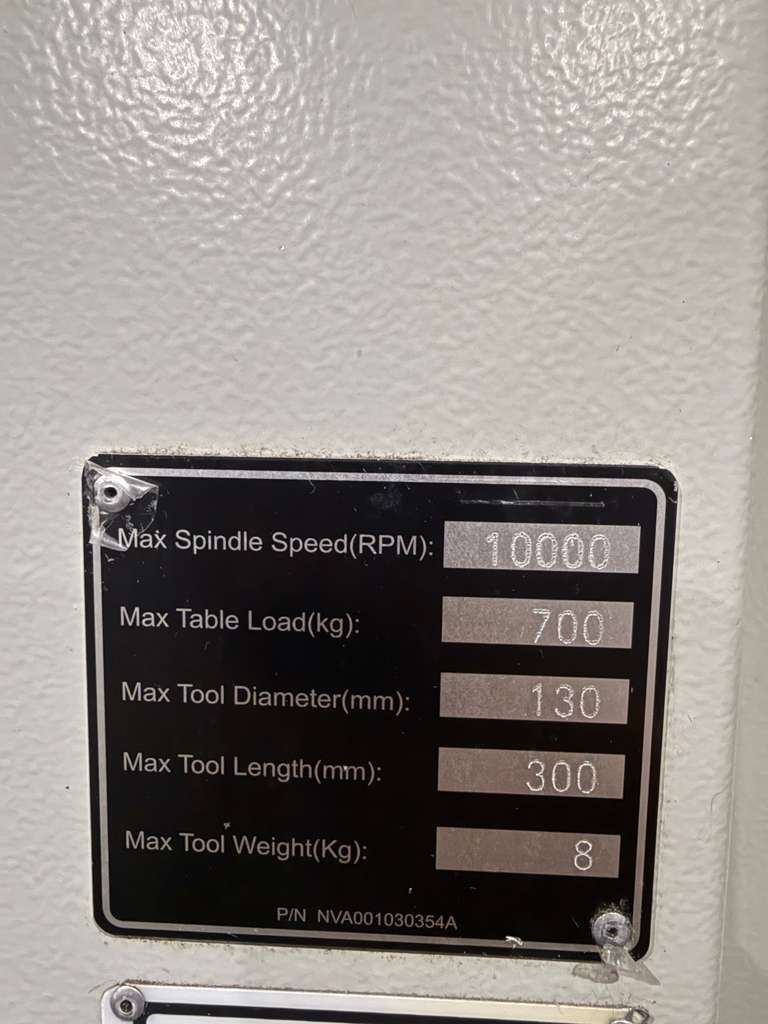 Max Spindle Speed(RPM): 10000
Max Table Load(kg): 700
Max Tool Diameter(mm): 130
Max Tool Length(mm): 300
Max Tool Weight(Kg): 8
P/N NVA001030354A